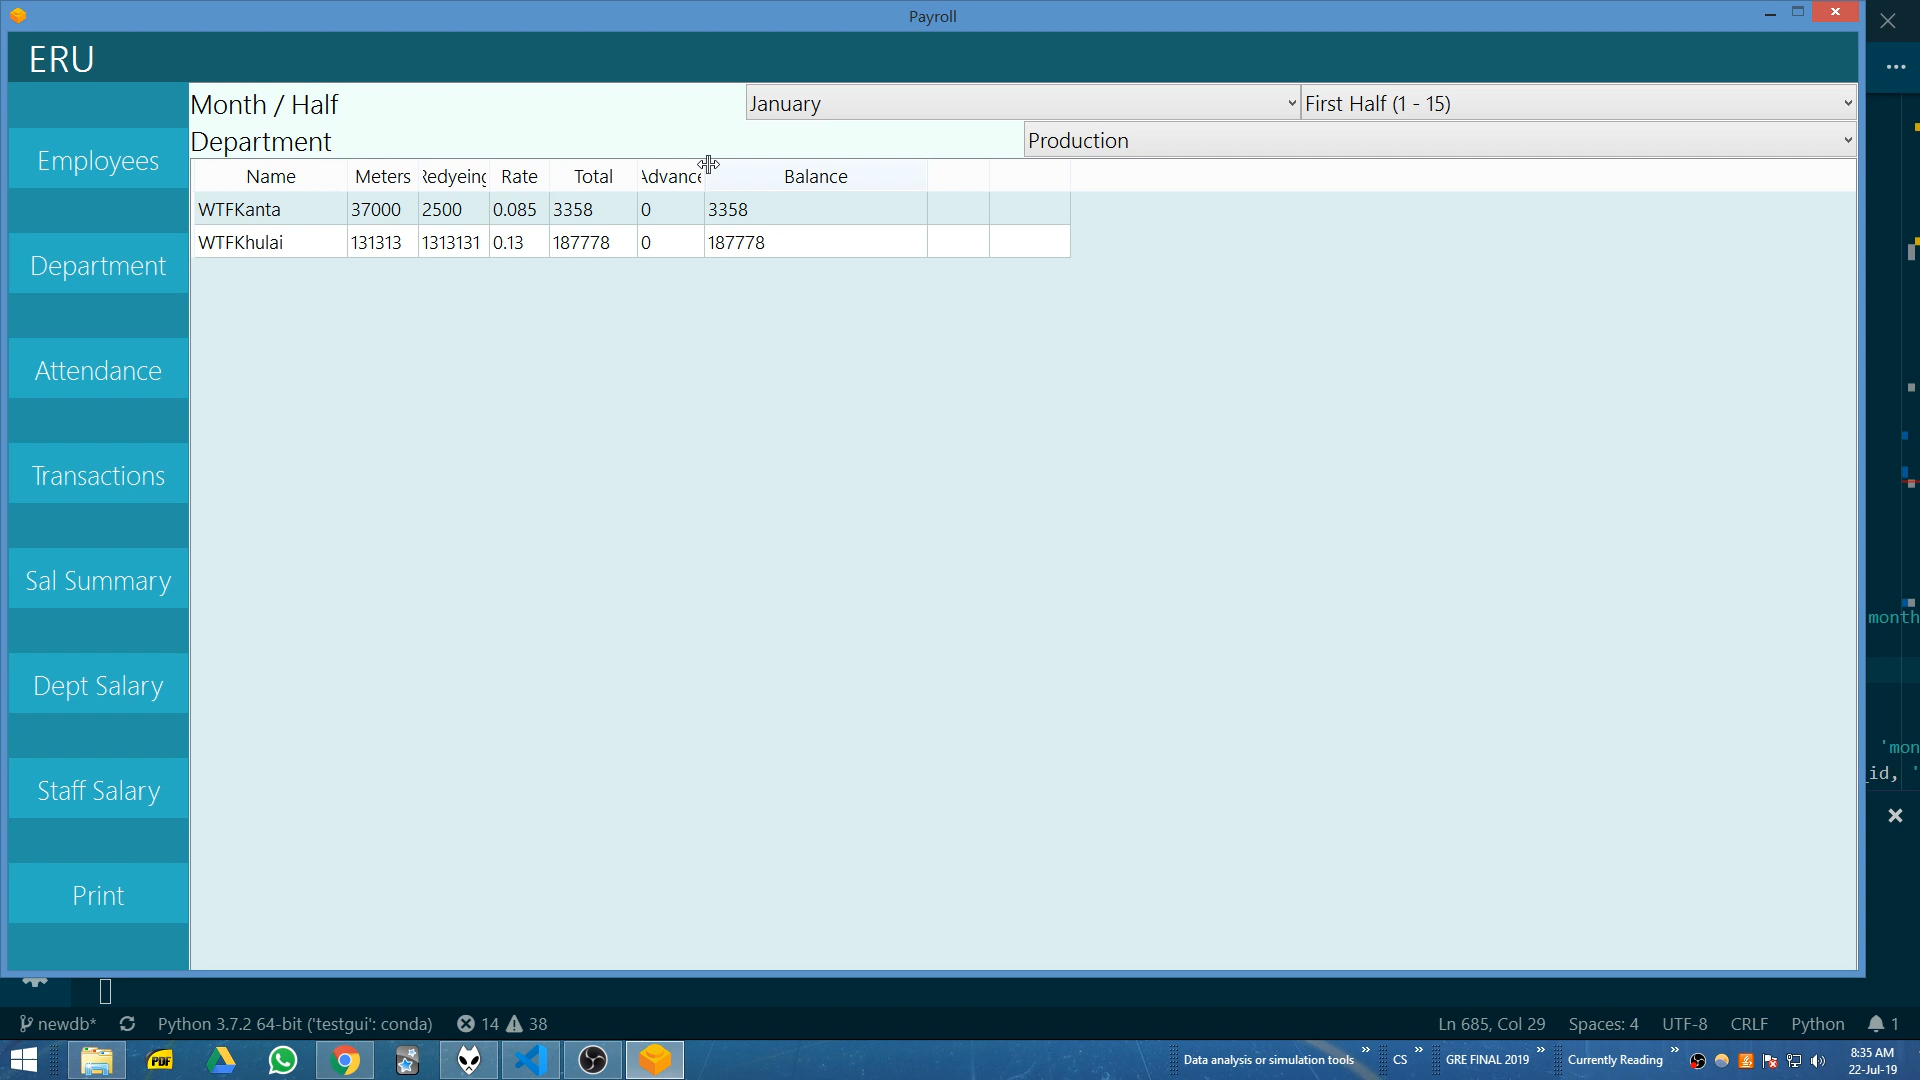 Payroll
ERU
Month / Half January First Half (1 - 15)
Department Production
Name Meters Redyeing Rate Total Advance Balance
WTFKanta 37000 2500 0.085 3358 0 3358
WTFKhulai 131313 1313131 0.13 187778 0 187778
Employees
Department
Attendance
Transactions
Sal Summary
Dept Salary
Staff Salary
Print
month
'mon
_id, '
newdb* Python 3.7.2 64-bit ('testgui': conda) 14 38 Ln 685, Col 29 Spaces: 4 UTF-8 CRLF Python 1
PDF Data analysis or simulation tools » CS » GRE FINAL 2019 » Currently Reading » 8:35 AM
22-Jul-19